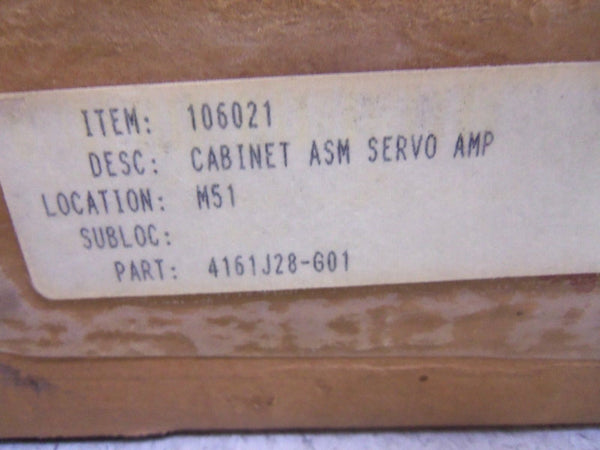 ITEM: 106021
DESC: CABINET ASM SERVO AMP
LOCATION: M51
SUBLOC:
PART: 4161J28-G01